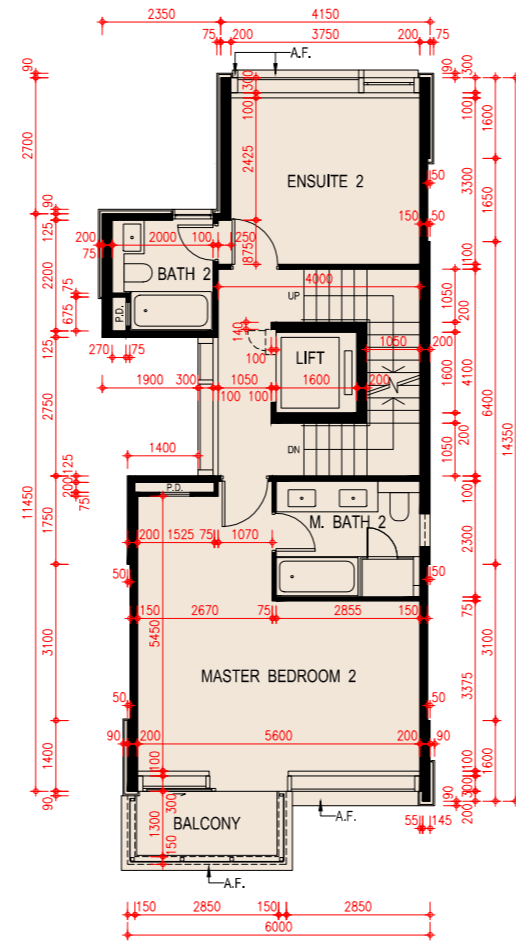 2350 4150
75 200 3750 200 75
A.F.
90 300 90 300
100 100
2700 2425 1600 3300
ENSUITE 2
50
1650
150 50
90
125
200 2000 100 250
75 875 100
2200 BATH 2
4000
75
UP 1050
675 P.D. 140 200
270 75
125 100 LIFT 1050 200
1600 4100 6400
1900 300 1050 1600 200
100 100
2750 14350
1400 DN 200
1050
11450
125
200 P.D.
75
1750 M. BATH 2 100
200 1525 75 1070 2300
50 50
75
150 2670 75 2855 150
5450
3100 3100
MASTER BEDROOM 2 3375
50 50
90 200 5600 200 90
1400 100 100 1600
300 300
90 1300 BALCONY 90 200
A.F. 55 145
150
A.F.
150 2850 150 2850
6000